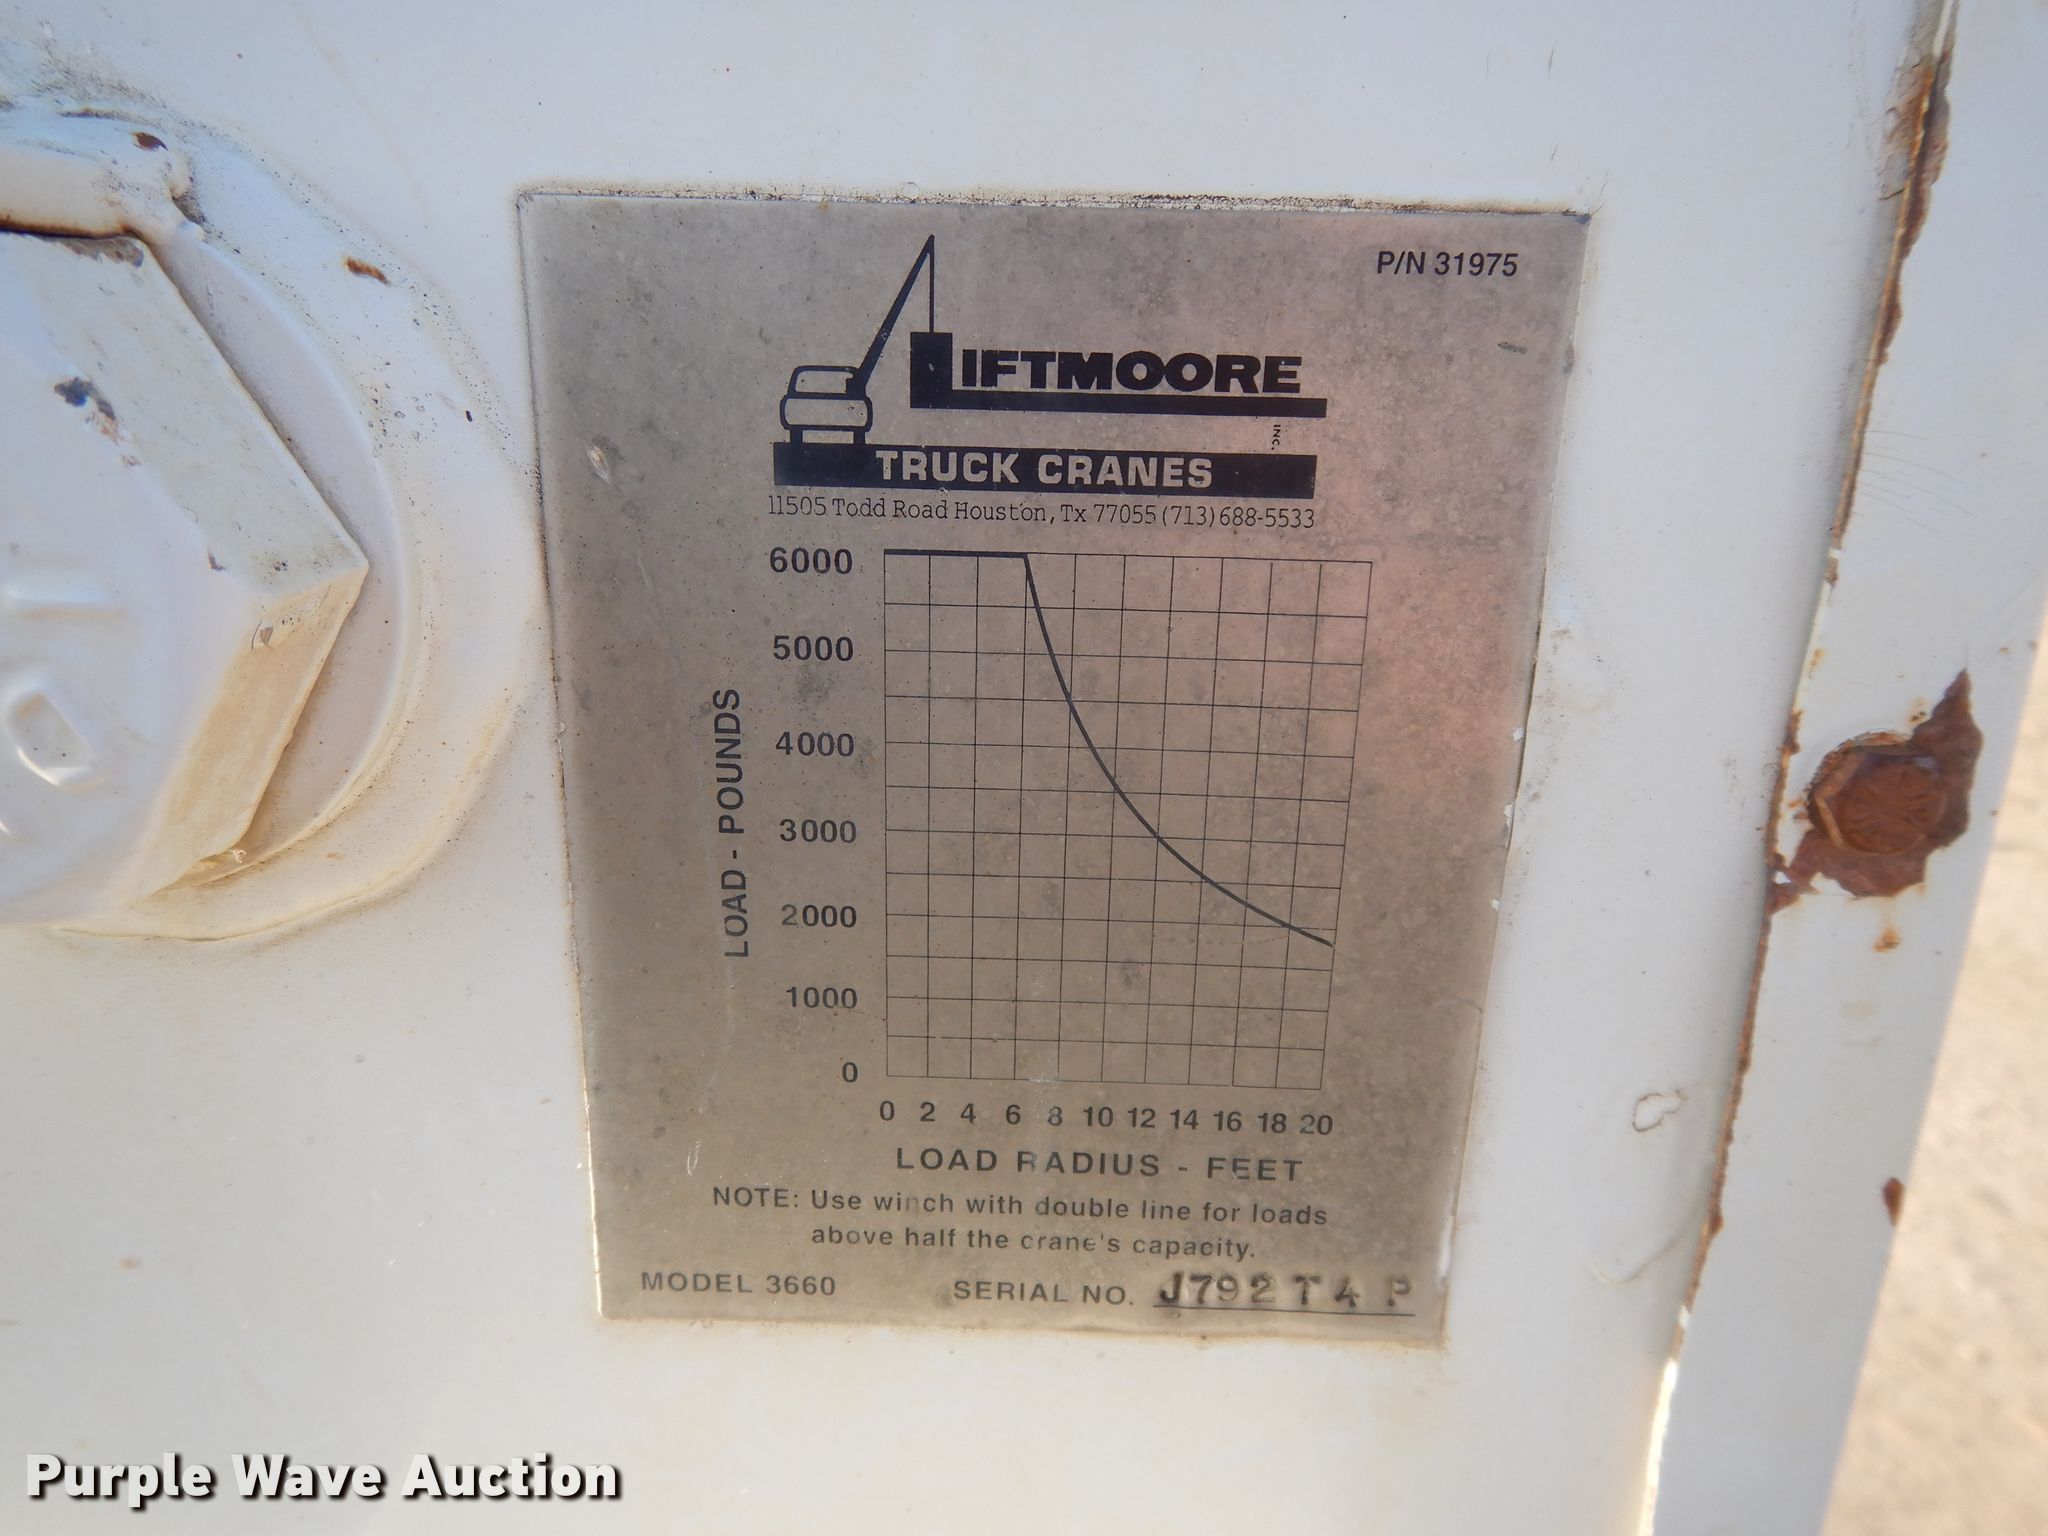 P/N 31975
LIFTMOORE
INC.
TRUCK CRANES
11505 Todd Road Houston, Tx 77055 (713) 688-5533
6000
5000
4000
3000
2000
1000
0
LOAD - POUNDS
0 2 4 6 8 10 12 14 16 18 20
LOAD RADIUS - FEET
NOTE: Use winch with double line for loads
above half the crane's capacity.
MODEL 3660 SERIAL NO. J792T4P
Purple Wave Auction